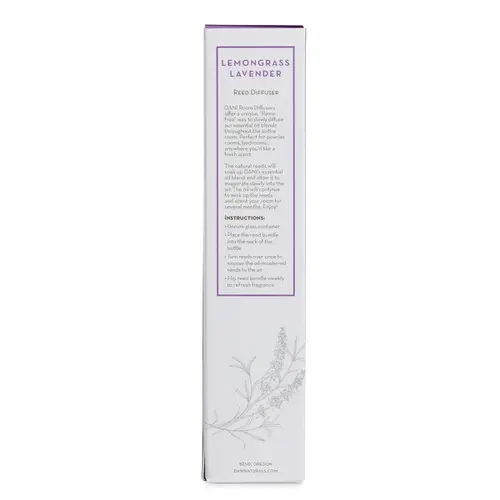 LEMONGRASS
LAVENDER
REED DIFFUSER
DANI Room Diffusers
offer a unique, "flame
free" way to slowly diffuse
our essential oil blends
throughout the entire
room. Perfect for powder
rooms, bedrooms...
anywhere you'd like a
fresh scent.
The natural reeds will
soak up DANI's essential
oil blend and allow it to
evaporate slowly into the
air. The oil will continue
to wick up the reeds
and scent your room for
several months. Enjoy!
INSTRUCTIONS:
• Uncork glass container
• Place the reed bundle
into the neck of the
bottle
• Turn reeds over once to
expose the oil-moistened
reeds to the air
• Flip reed bundle weekly
to refresh fragrance
BEND, OREGON
DANINATURALS.COM